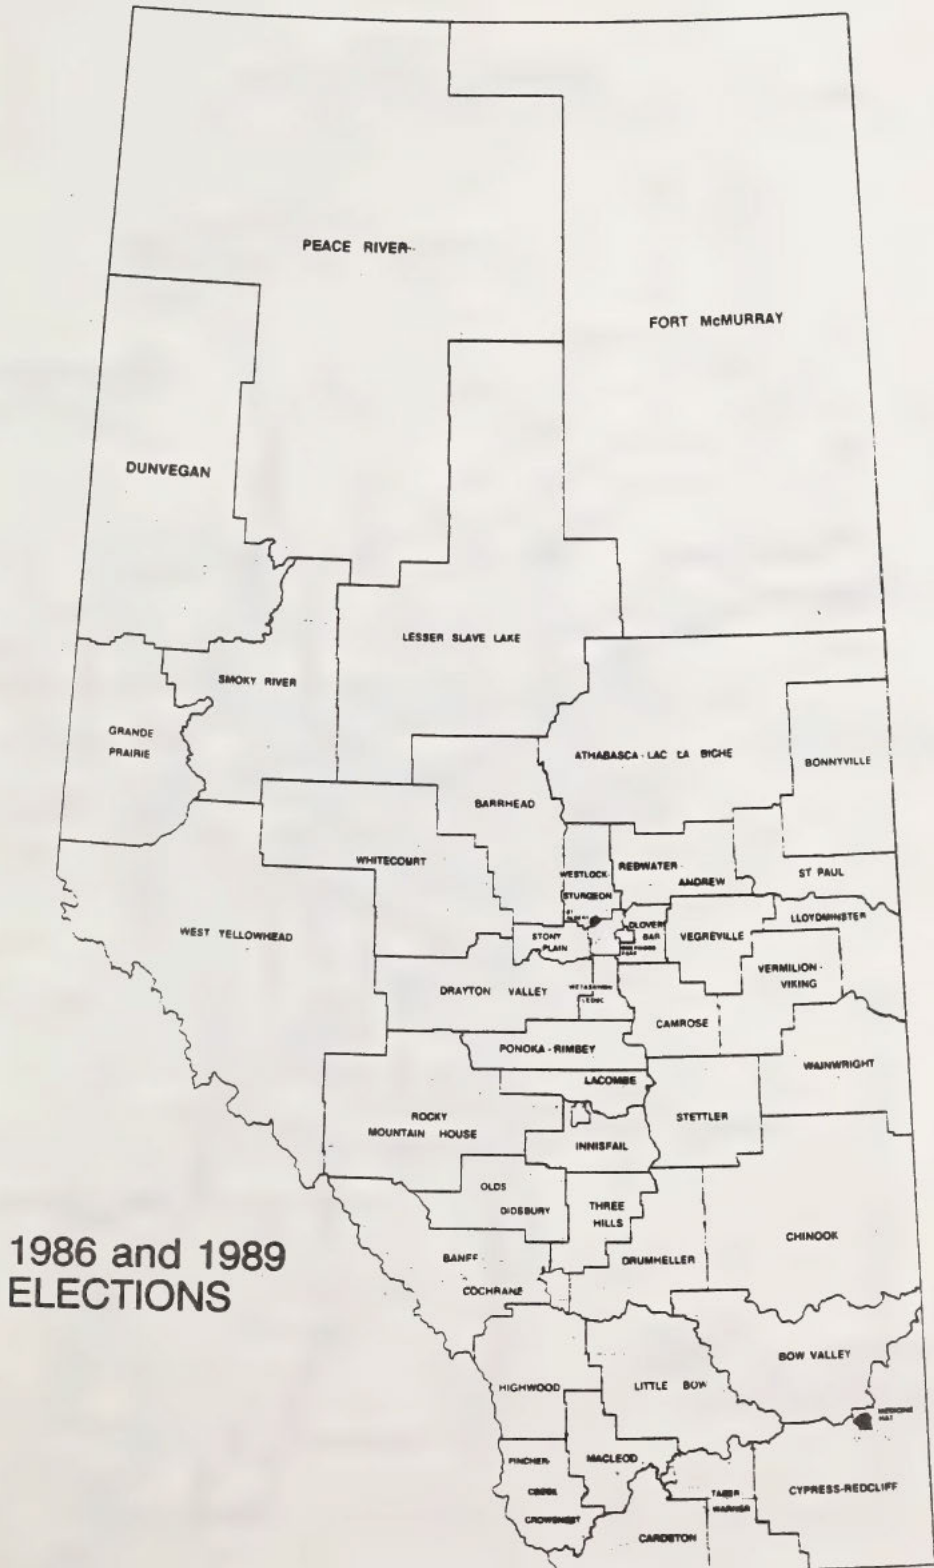 PEACE RIVER
FORT McMURRAY
DUNVEGAN
LESSER SLAVE LAKE
SMOKY RIVER
GRANDE
PRAIRIE
ATHABASCA - LAC LA BICHE
BONNYVILLE
BARRHEAD
WHITECOURT
WESTLOCK
STURGEON
REDWATER
ANDREW
ST PAUL
WEST YELLOWHEAD
STONY
PLAIN
CLOVER
BAR
VEGREVILLE
LLOYDMINSTER
VERMILION -
VIKING
DRAYTON VALLEY
WETASKIWIN
LEDUC
CAMROSE
PONOKA - RIMBEY
WAINWRIGHT
LACOMBE
ROCKY
MOUNTAIN HOUSE
STETTLER
INNISFAIL
OLDS
DIDSBURY
THREE
HILLS
CHINOOK
1986 and 1989
ELECTIONS
BANFF
COCHRANE
DRUMHELLER
BOW VALLEY
HIGHWOOD
LITTLE BOW
MEDICINE
HAT
PINCHER
CREEK
CROWSNEST
MACLEOD
TABER
WARNER
CYPRESS-REDCLIFF
CARDSTON